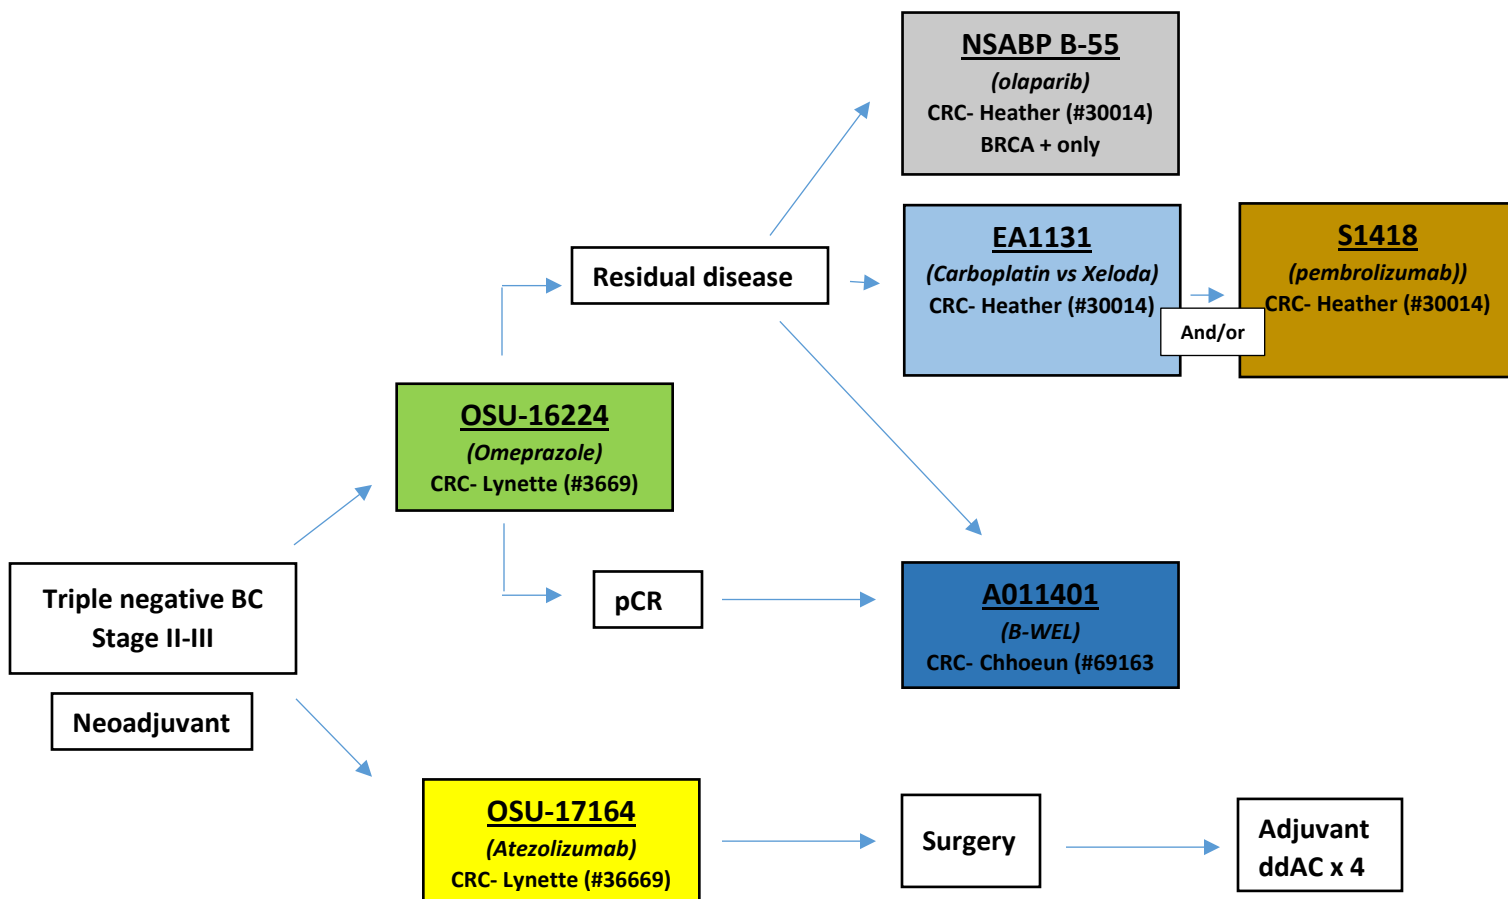 NSABP B-55
(olaparib)
CRC- Heather (#30014)
BRCA + only
EA1131
(Carboplatin vs Xeloda)
CRC- Heather (#30014)
And/or
S1418
(pembrolizumab))
CRC- Heather (#30014)
Residual disease
OSU-16224
(Omeprazole)
CRC- Lynette (#3669)
Triple negative BC
Stage II-III
Neoadjuvant
pCR
A011401
(B-WEL)
CRC- Chhoeun (#69163
OSU-17164
(Atezolizumab)
CRC- Lynette (#36669)
Surgery
Adjuvant
ddAC x 4